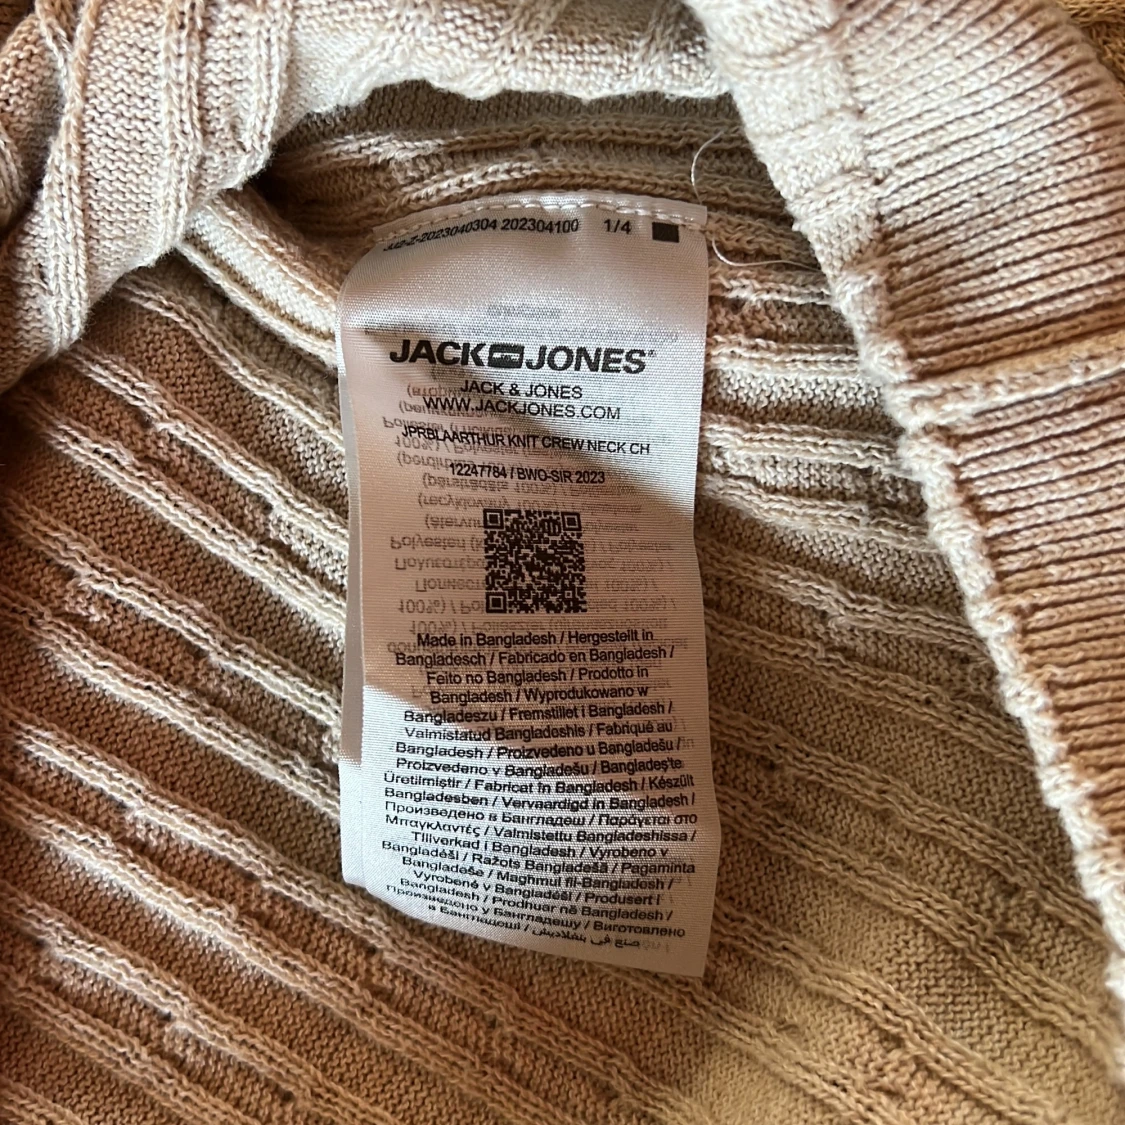 2023040304 202304100 1/4
JACK JONES®
JACK & JONES
WWW.JACKJONES.COM
JPRBLAARTHUR KNIT CREW NECK CH
12247784 / BWO-SIR 2023
Made in Bangladesh / Hergestellt in
Bangladesch / Fabricado en Bangladesh /
Feito no Bangladesh / Prodotto in
Bangladesh / Wyprodukowano w
Bangladeszu / Fremstillet i Bangladesh /
Valmistatud Bangladeshis / Fabriqué au
Bangladesh / Proizvedeno u Bangladešu /
Proizvedeno v Bangladešu / Bangladeş'te
Üretilmiştir / Fabricat în Bangladesh / Készült
Bangladesben / Vervaardigd in Bangladesh /
Произведено в Бангладеш / Παράγεται στο
Μπαγκλαντές / Valmistettu Bangladeshissa /
Tillverkad i Bangladesh / Vyrobeno v
Bangladéši / Ražots Bangladešā / Pagaminta
Bangladeše / Maghmul fil-Bangladesh /
Vyrobené v Bangladéši / Produsert i
Bangladesh / Prodhuar në Bangladesh /
Произведено у Бангладешу / Виготовлено
в Бангладеші / صنع في بنغلاديش